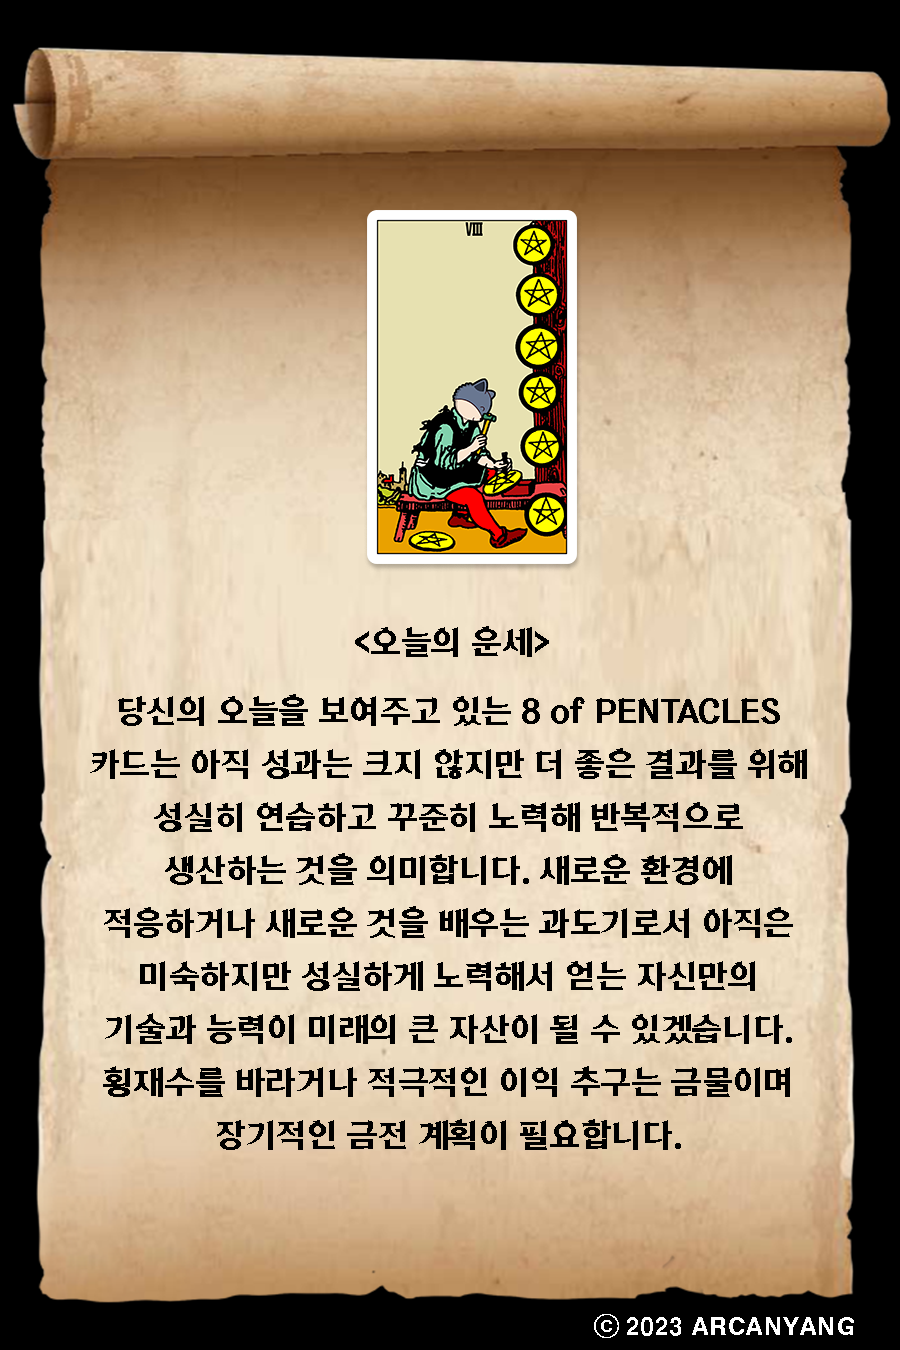 VIII
<오늘의 운세>
당신의 오늘을 보여주고 있는 8 of PENTACLES
카드는 아직 성과는 크지 않지만 더 좋은 결과를 위해
성실히 연습하고 꾸준히 노력해 반복적으로
생산하는 것을 의미합니다. 새로운 환경에
적응하거나 새로운 것을 배우는 과도기로서 아직은
미숙하지만 성실하게 노력해서 얻는 자신만의
기술과 능력이 미래의 큰 자산이 될 수 있겠습니다.
횡재수를 바라거나 적극적인 이익 추구는 금물이며
장기적인 금전 계획이 필요합니다.
ⓒ 2023 ARCANYANG